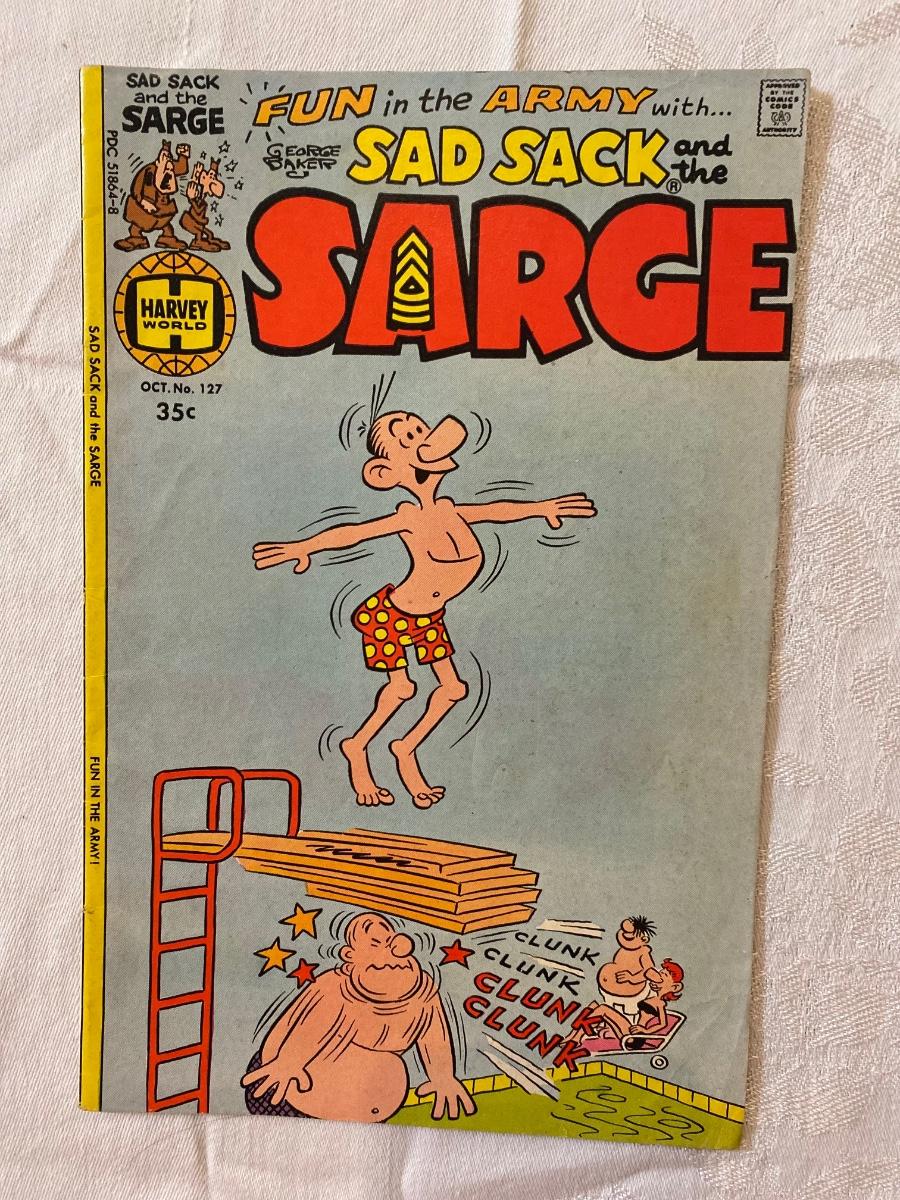 SAD SACK
and the
SARGE
PDC 51864-8
HARVEY
WORLD
OCT. No. 127
35c
FUN in the ARMY with...
GEORGE
BAKER
SAD SACK and
the
®
SARGE
APPROVED
BY THE
COMICS
CODE
AUTHORITY
SAD SACK and the SARGE
FUN IN THE ARMY!
CLUNK
CLUNK
CLUNK
CLUNK